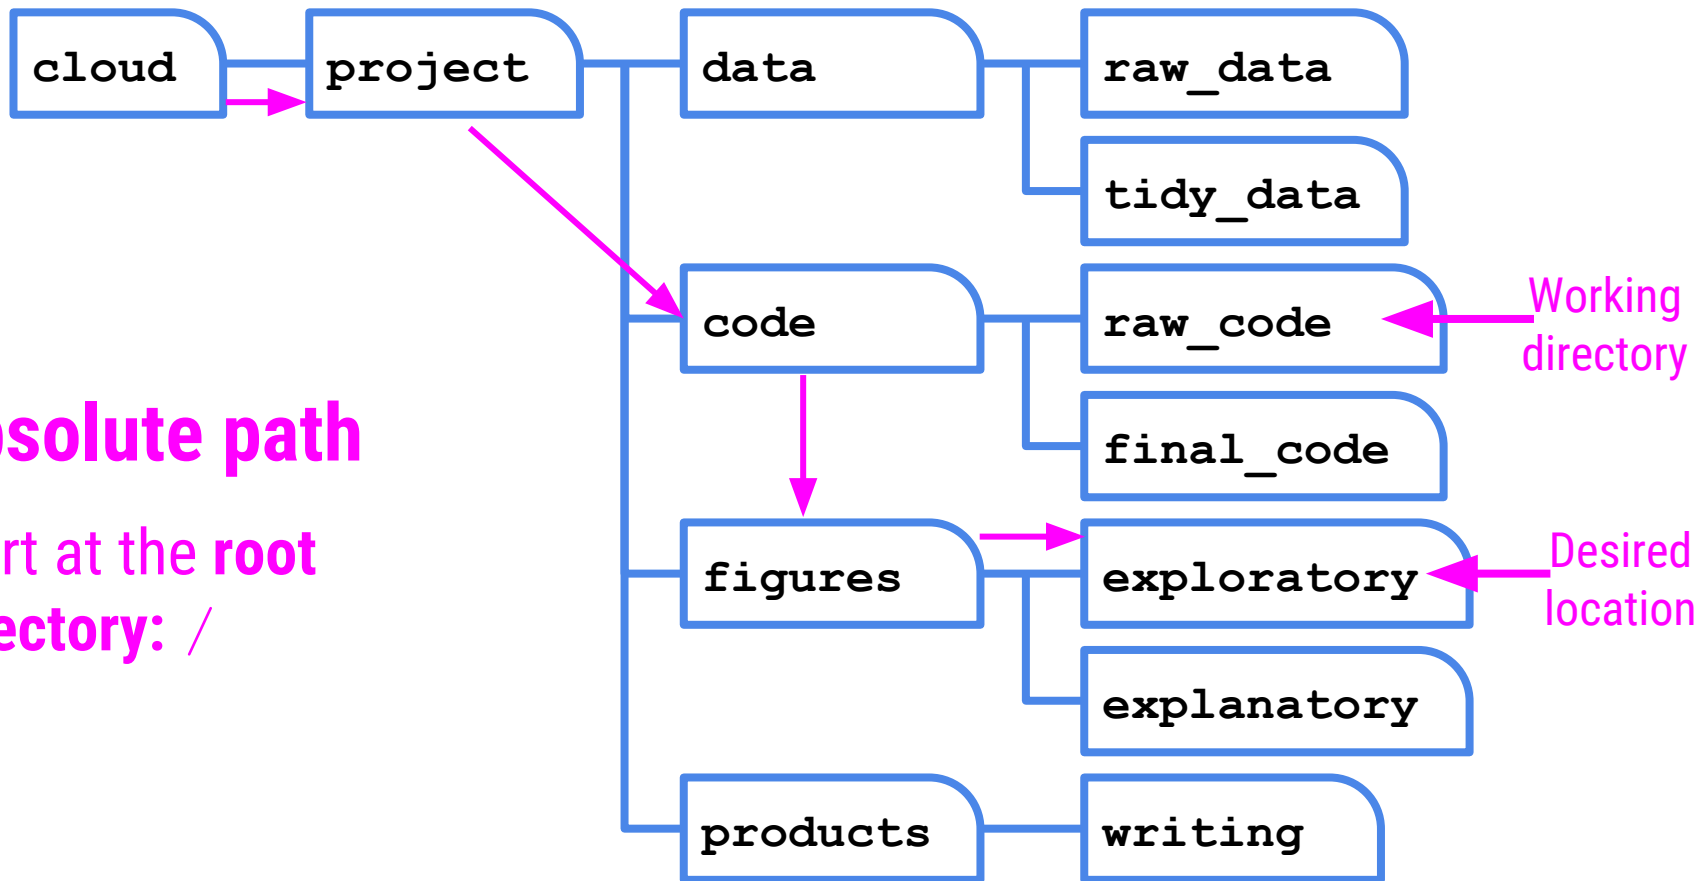 cloud
project
data
raw_data
tidy_data
code
raw_code
Working
directory
final_code
bsolute path
rt at the root
ectory: /
figures
exploratory
Desired
location
explanatory
products
writing